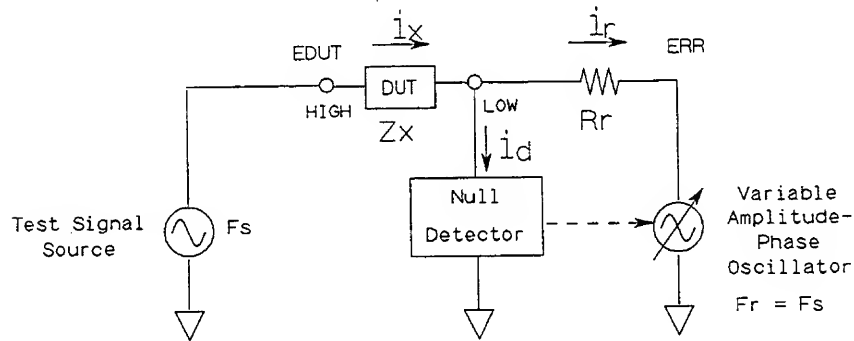 ix
ir
EDUT
ERR
DUT
HIGH
LOW
Zx
Rr
id
Null
Detector
Test Signal
Source
Fs
Variable
Amplitude-
Phase
Oscillator
Fr = Fs